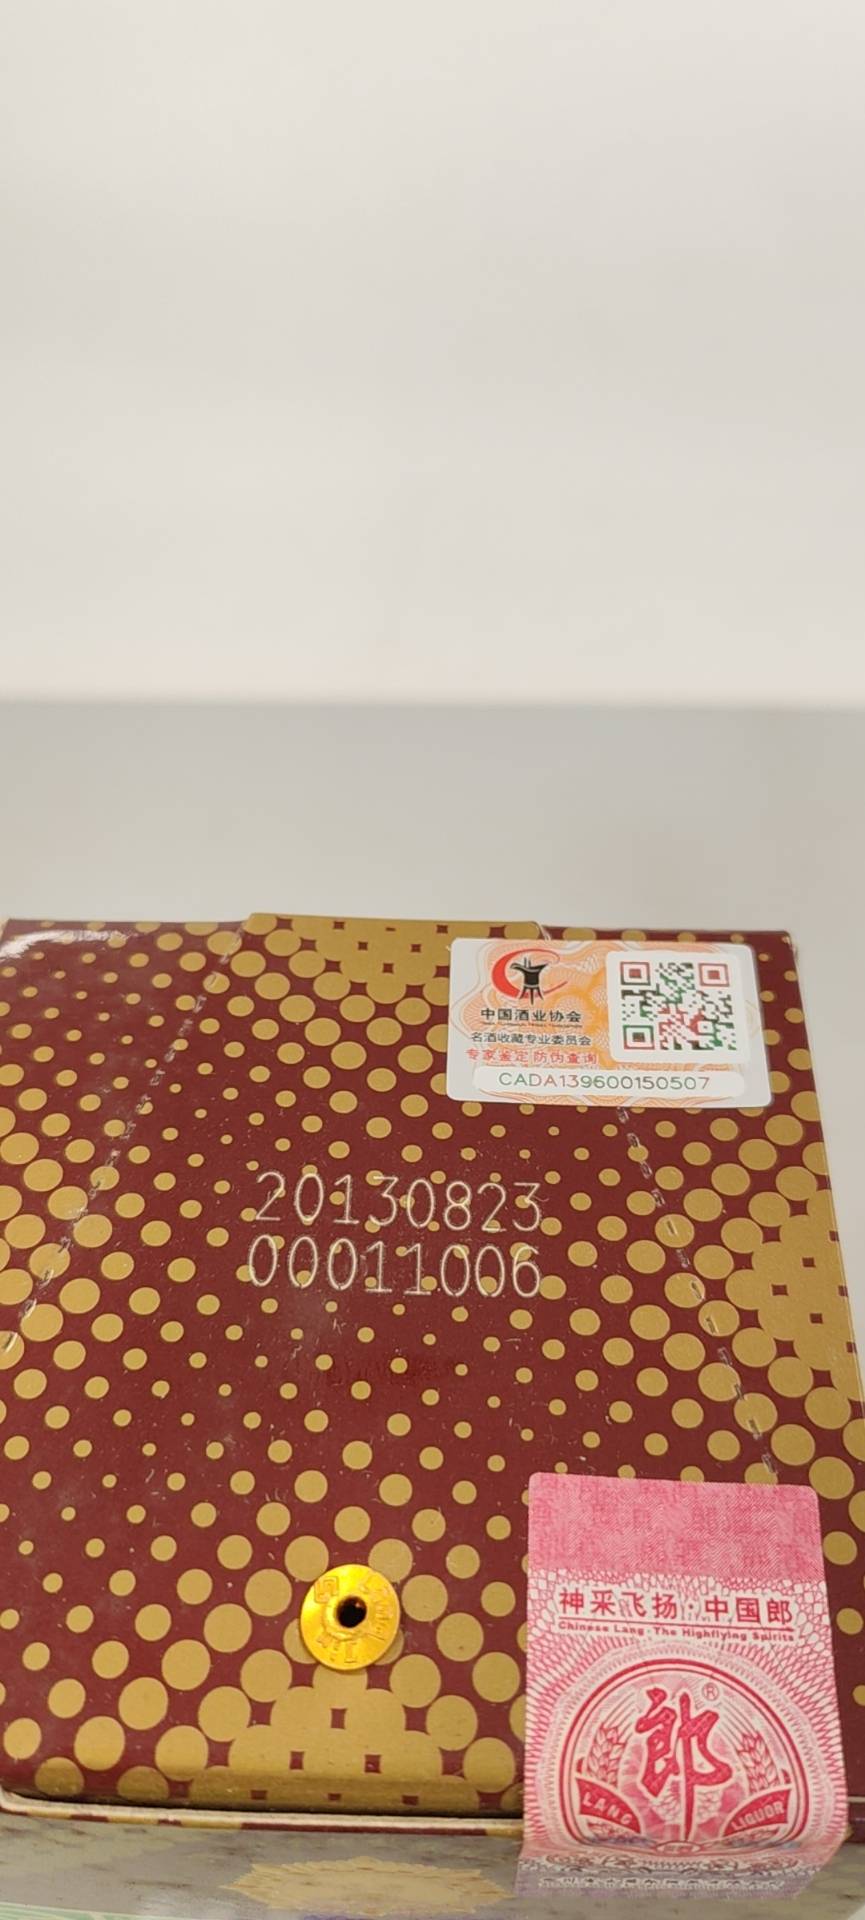 中国酒业协会
名酒收藏专业委员会
专家鉴定 防伪查询
CADA139600150507
20130823
00011006
神采飞扬·中国郎
Chinese Lang·The Highflying Spirits
郎®
LANG LIQUOR